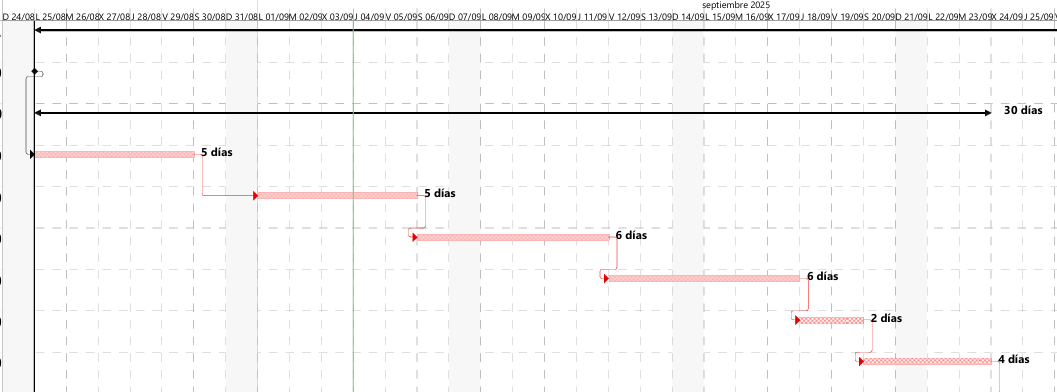 septiembre 2025
D 24/08 L 25/08 M 26/08 X 27/08 J 28/08 V 29/08 S 30/08 D 31/08 L 01/09 M 02/09 X 03/09 J 04/09 V 05/09 S 06/09 D 07/09 L 08/09 M 09/09 X 10/09 J 11/09 V 12/09 S 13/09 D 14/09 L 15/09 M 16/09 X 17/09 J 18/09 V 19/09 S 20/09 D 21/09 L 22/09 M 23/09 X 24/09 J 25/09
30 días
5 días
5 días
6 días
6 días
2 días
4 días